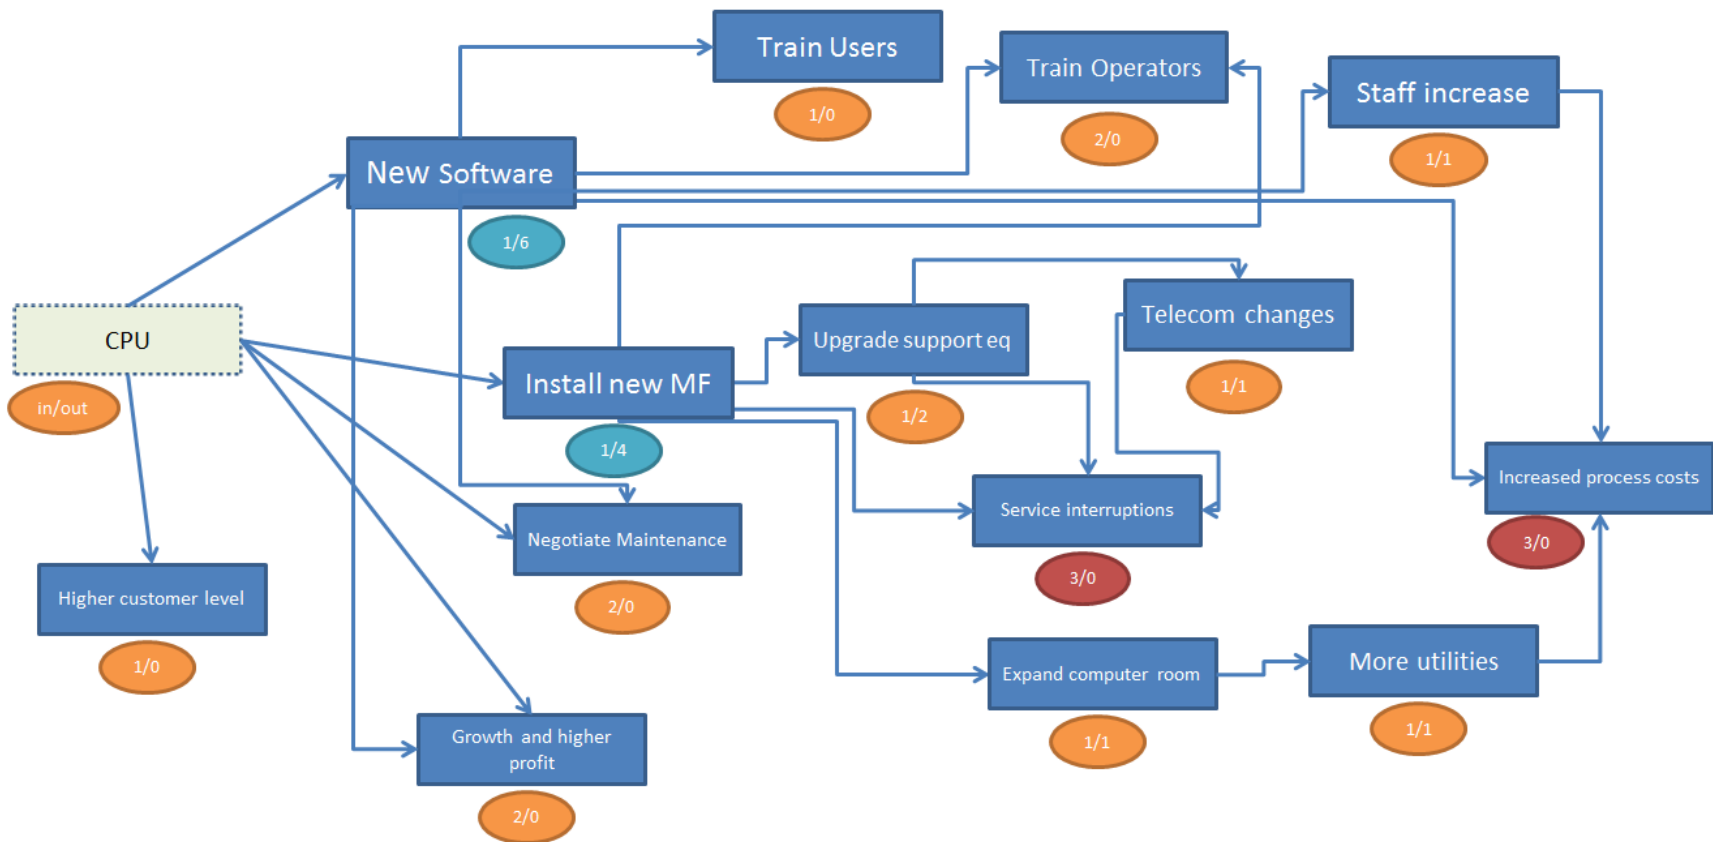 Train Users
1/0
Train Operators
2/0
Staff increase
1/1
New Software
1/6
CPU
in/out
Install new MF
1/4
Upgrade support eq
1/2
Telecom changes
1/1
Increased process costs
3/0
Service interruptions
3/0
Negotiate Maintenance
2/0
Higher customer level
1/0
Expand computer room
1/1
More utilities
1/1
Growth and higher
profit
2/0